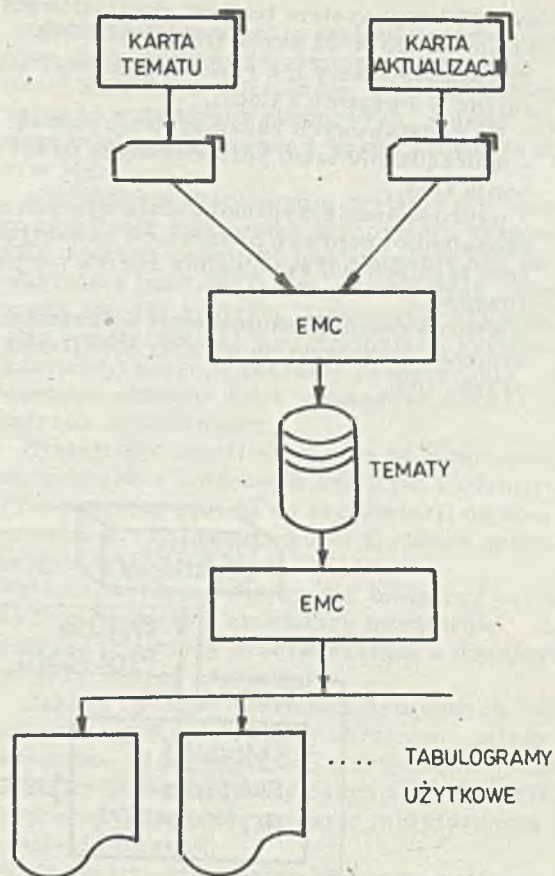 KARTA
TEMATU
KARTA
AKTUALIZACJI
EMC
TEMATY
EMC
.... TABULOGRAMY
UŻYTKOWE